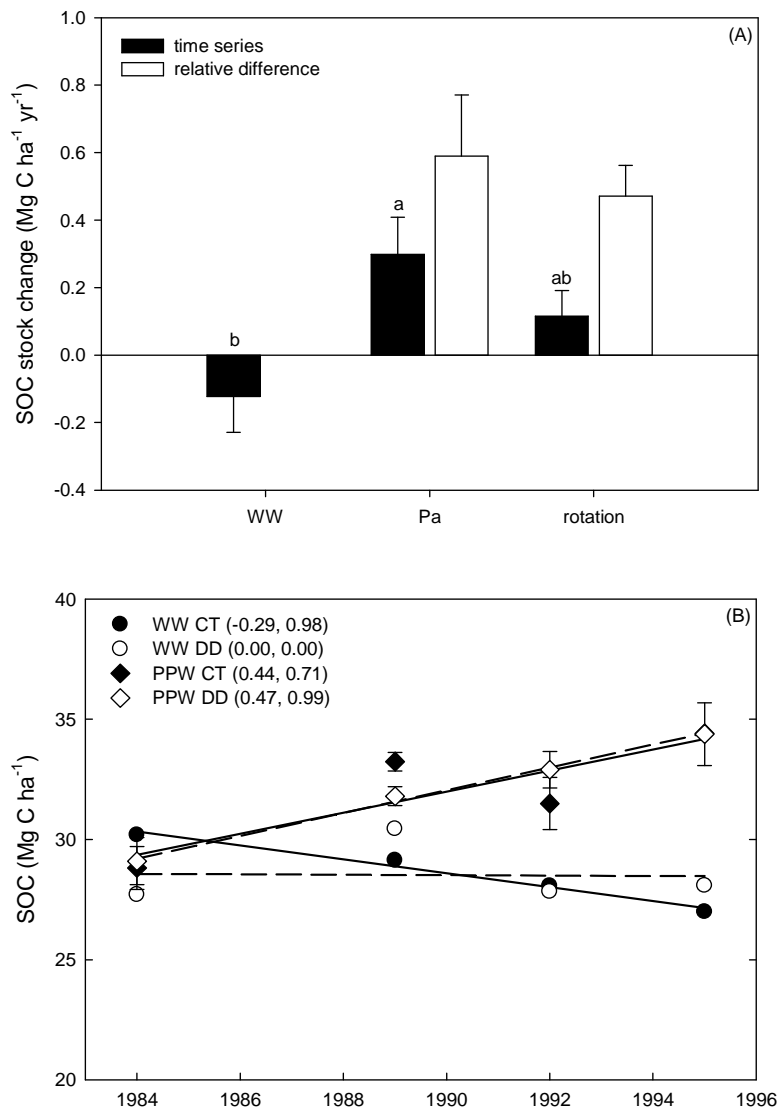 (A)
time series
relative difference
SOC stock change (Mg C ha⁻¹ yr⁻¹)
1.0
0.8
0.6
0.4
0.2
0.0
-0.2
-0.4
b
a
ab
WW
Pa
rotation
(B)
WW CT (-0.29, 0.98)
WW DD (0.00, 0.00)
PPW CT (0.44, 0.71)
PPW DD (0.47, 0.99)
SOC (Mg C ha⁻¹)
40
35
30
25
20
1984 1986 1988 1990 1992 1994 1996